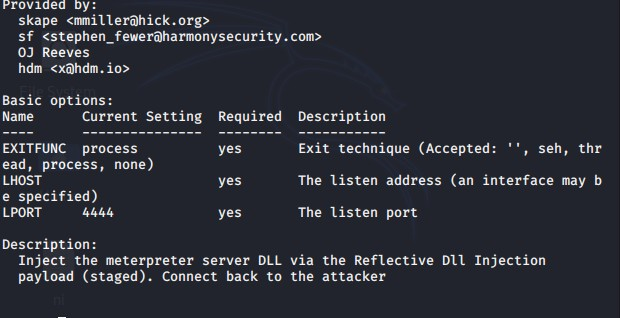 Provided by:
skape <mmiller@hick.org>
sf <stephen_fewer@harmonysecurity.com>
OJ Reeves
hdm <x@hdm.io>
Basic options:
Name Current Setting Required Description
---- --------------- -------- -----------
EXITFUNC process yes Exit technique (Accepted: '', seh, thr
ead, process, none)
LHOST yes The listen address (an interface may b
e specified)
LPORT 4444 yes The listen port
Description:
Inject the meterpreter server DLL via the Reflective Dll Injection
payload (staged). Connect back to the attacker